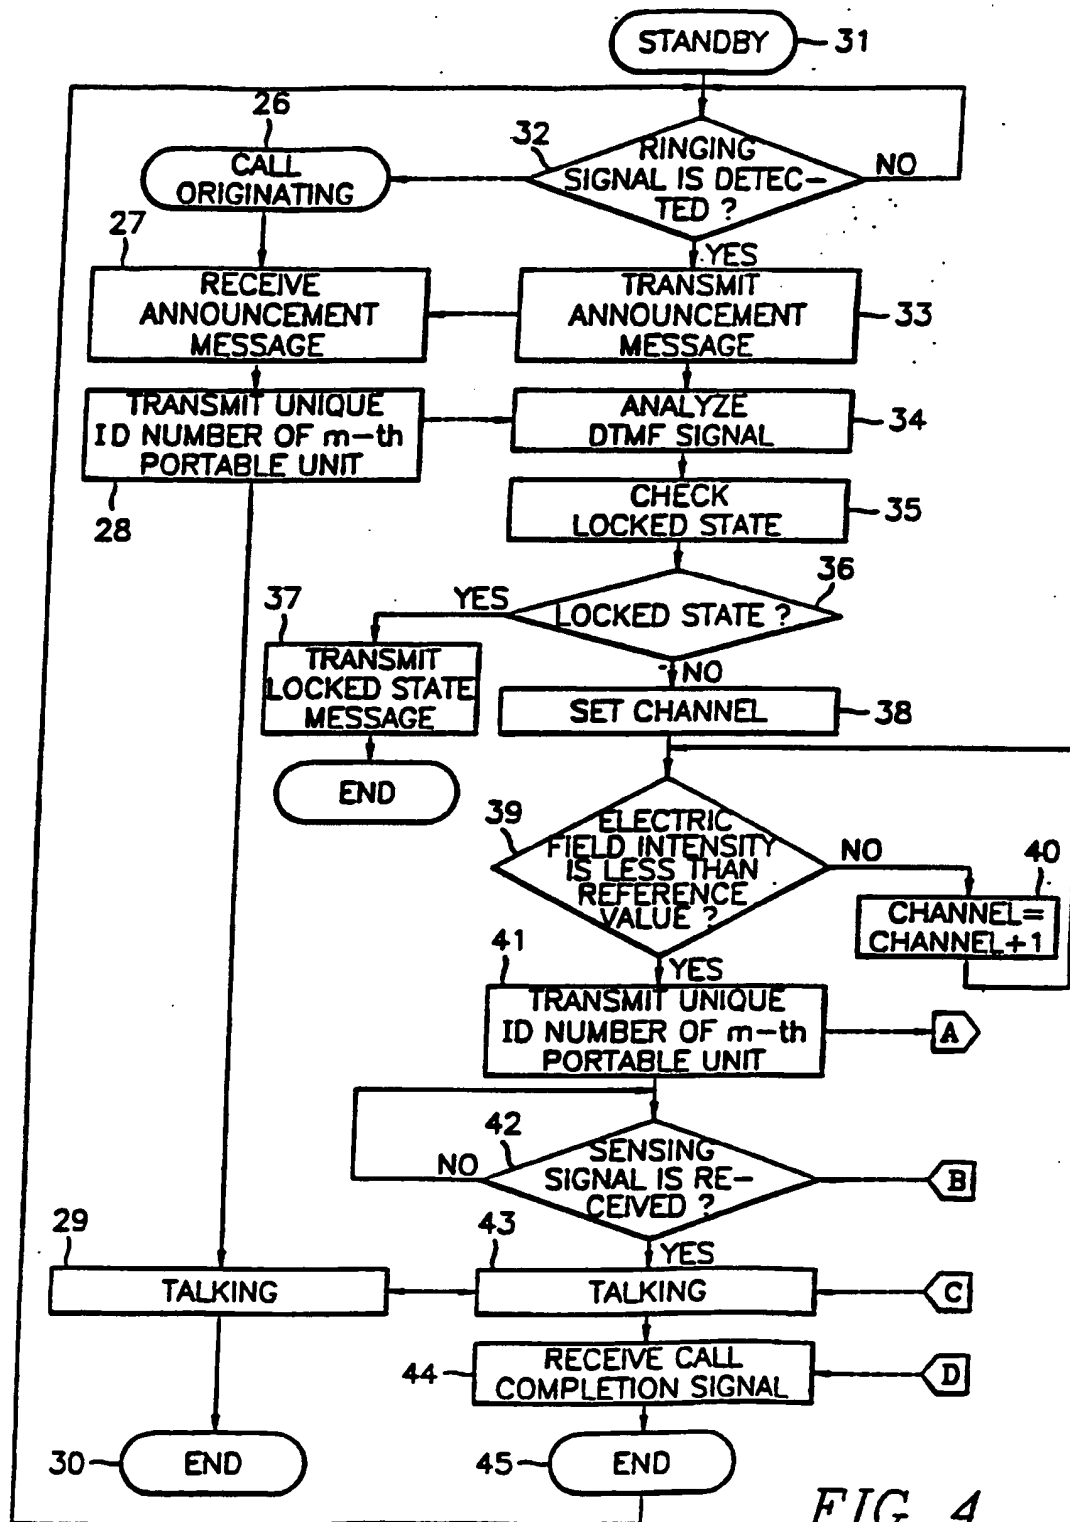 STANDBY
31
26
32
RINGING
SIGNAL IS DETEC-
TED ?
NO
CALL
ORIGINATING
27
YES
RECEIVE
ANNOUNCEMENT
MESSAGE
TRANSMIT
ANNOUNCEMENT
MESSAGE
33
TRANSMIT UNIQUE
ID NUMBER OF m-th
PORTABLE UNIT
28
ANALYZE
DTMF SIGNAL
34
CHECK
LOCKED STATE
35
36
LOCKED STATE ?
YES
37
TRANSMIT
LOCKED STATE
MESSAGE
NO
SET CHANNEL
38
END
39
ELECTRIC
FIELD INTENSITY
IS LESS THAN
REFERENCE
VALUE ?
NO
40
CHANNEL=
CHANNEL+1
41
YES
TRANSMIT UNIQUE
ID NUMBER OF m-th
PORTABLE UNIT
A
42
SENSING
SIGNAL IS RE-
CEIVED ?
NO
B
29
43
YES
TALKING
TALKING
C
44
RECEIVE CALL
COMPLETION SIGNAL
D
30
END
45
END
FIG. 4